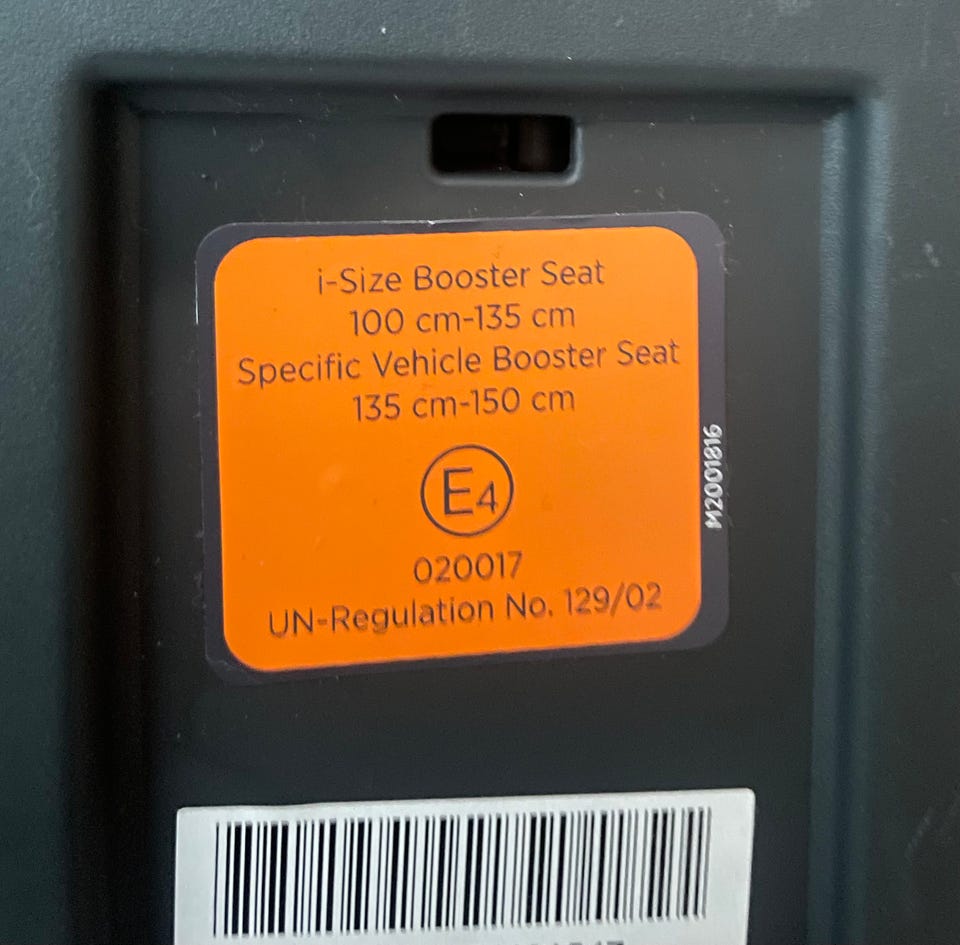 i-Size Booster Seat
100 cm-135 cm
Specific Vehicle Booster Seat
135 cm-150 cm
E4
020017
UN-Regulation No. 129/02
M2001816